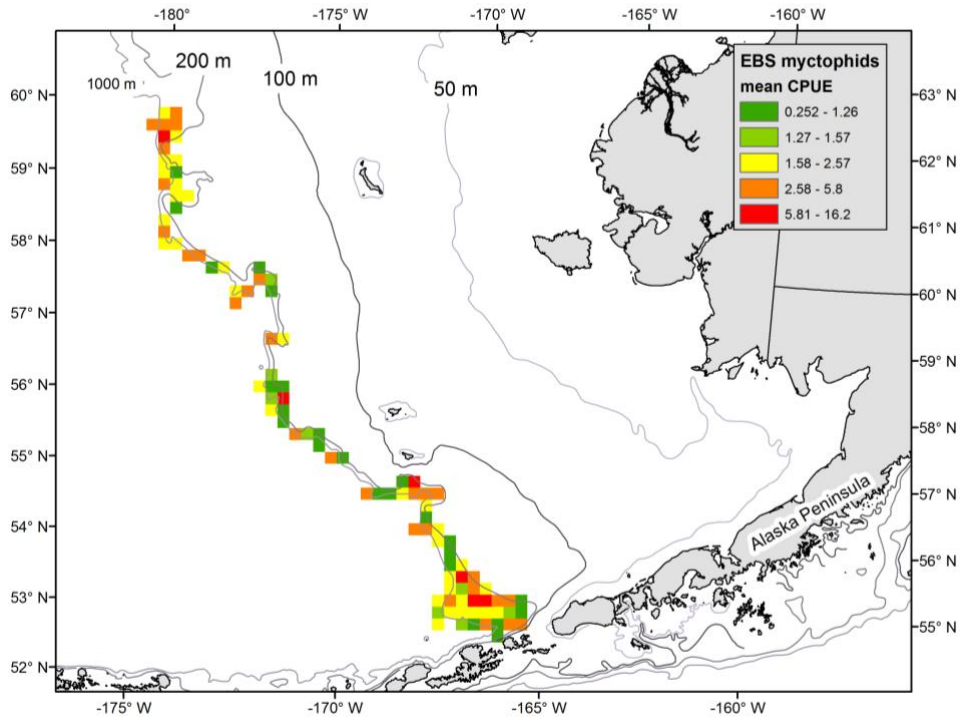 -180°
-175° W
-170° W
-165° W
-160° W
1000 m
200 m
100 m
50 m
EBS myctophids
mean CPUE
0.252 - 1.26
1.27 - 1.57
1.58 - 2.57
2.58 - 5.8
5.81 - 16.2
60° N
59° N
58° N
57° N
56° N
55° N
54° N
53° N
52° N
63° N
62° N
61° N
60° N
59° N
58° N
57° N
56° N
55° N
Alaska Peninsula
-175° W
-170° W
-165° W
-160° W